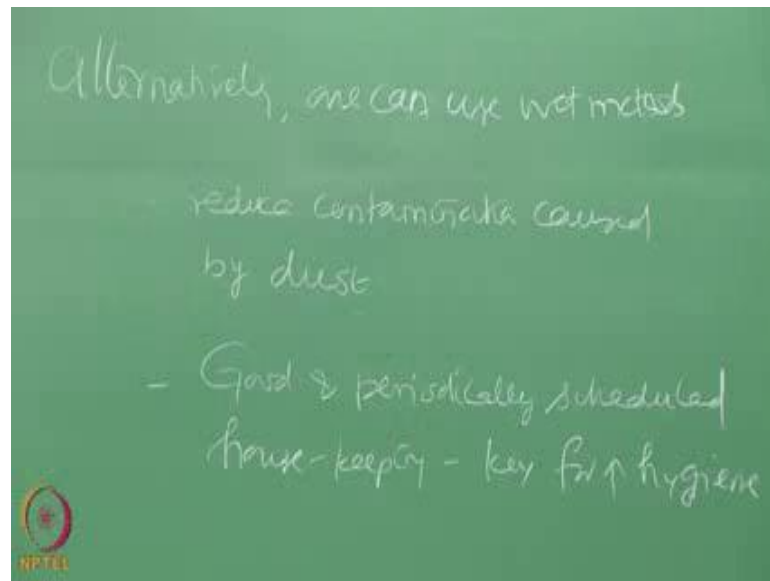 Alternatively, one can use wet methods
reduce contamination caused
by dust
- Good & periodically scheduled
house-keeping - key for ↑ hygiene
NPTEL